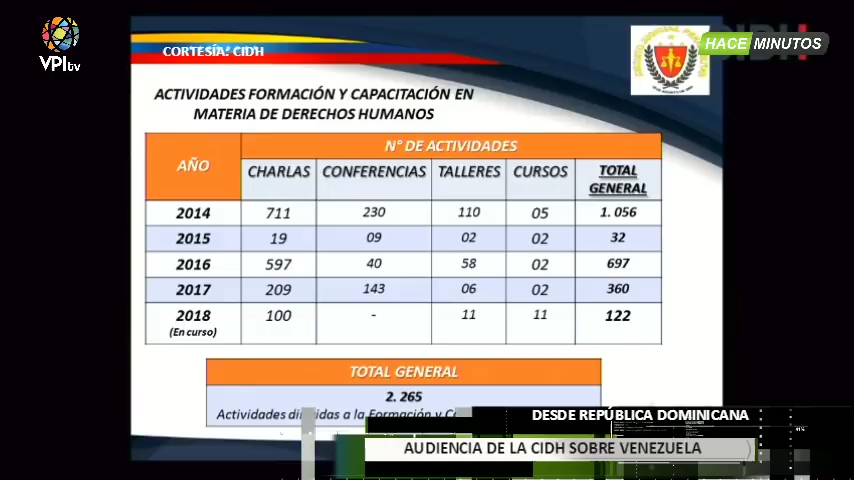 VPItv
CORTESÍA: CIDH
CIDH
HACE MINUTOS
ACTIVIDADES FORMACIÓN Y CAPACITACIÓN EN
MATERIA DE DERECHOS HUMANOS
AÑO
N° DE ACTIVIDADES
CHARLAS CONFERENCIAS TALLERES CURSOS TOTAL
GENERAL
2014 711 230 110 05 1. 056
2015 19 09 02 02 32
2016 597 40 58 02 697
2017 209 143 06 02 360
2018 100 - 11 11 122
(En curso)
TOTAL GENERAL
2. 265
Actividades dirigidas a la Formación y
DESDE REPÚBLICA DOMINICANA
AUDIENCIA DE LA CIDH SOBRE VENEZUELA